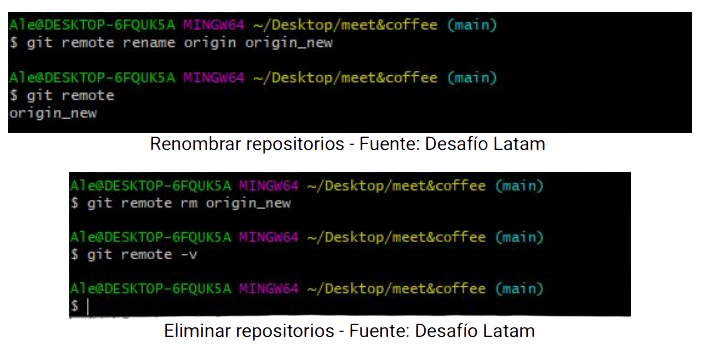 Ale@DESKTOP-6FQUK5A MINGW64 ~/Desktop/meet&coffee (main)
$ git remote rename origin origin_new
Ale@DESKTOP-6FQUK5A MINGW64 ~/Desktop/meet&coffee (main)
$ git remote
origin_new
Renombrar repositorios - Fuente: Desafío Latam
Ale@DESKTOP-6FQUK5A MINGW64 ~/Desktop/meet&coffee (main)
$ git remote rm origin_new
Ale@DESKTOP-6FQUK5A MINGW64 ~/Desktop/meet&coffee (main)
$ git remote -v
Ale@DESKTOP-6FQUK5A MINGW64 ~/Desktop/meet&coffee (main)
$
Eliminar repositorios - Fuente: Desafío Latam